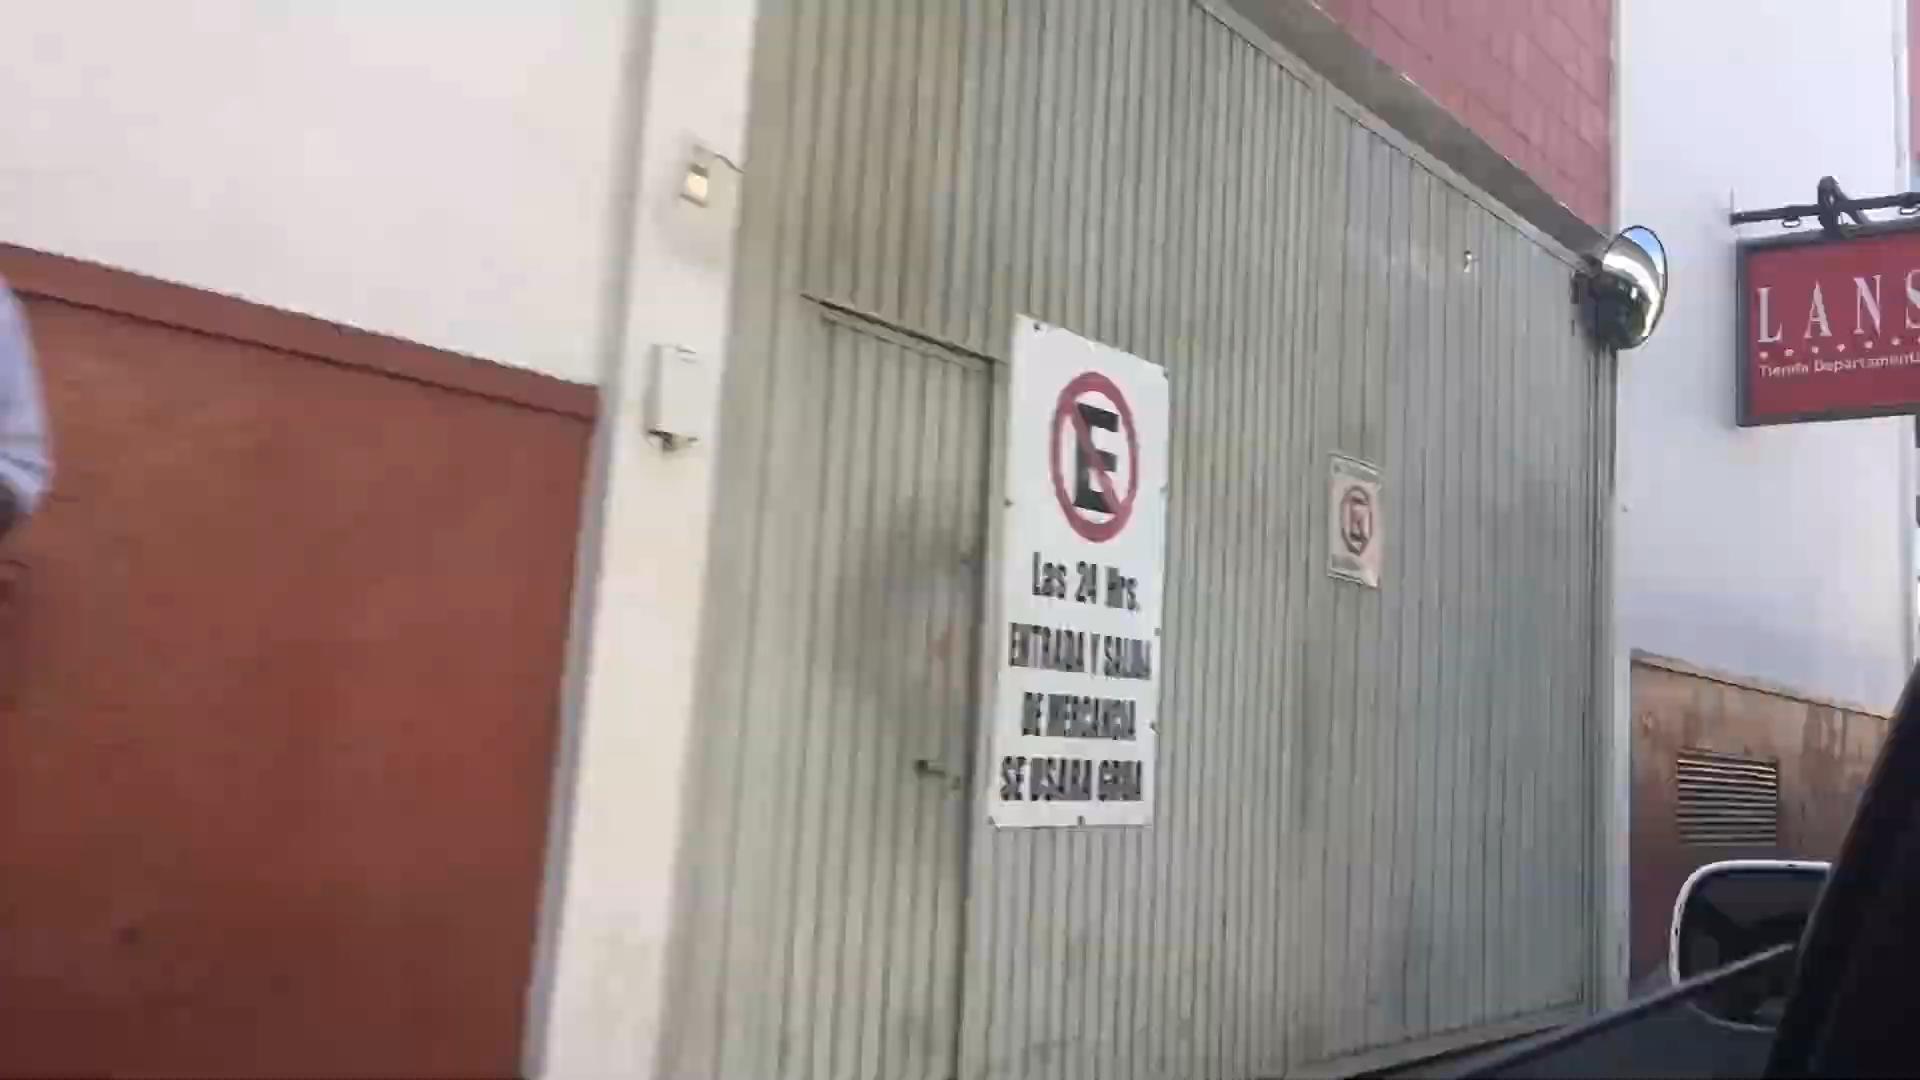 E
Las 24 Hrs.
ENTRADA Y SALIDA
DE MERCANCIA
SE USARA GRUA
E
LANS
Tienda Departamental